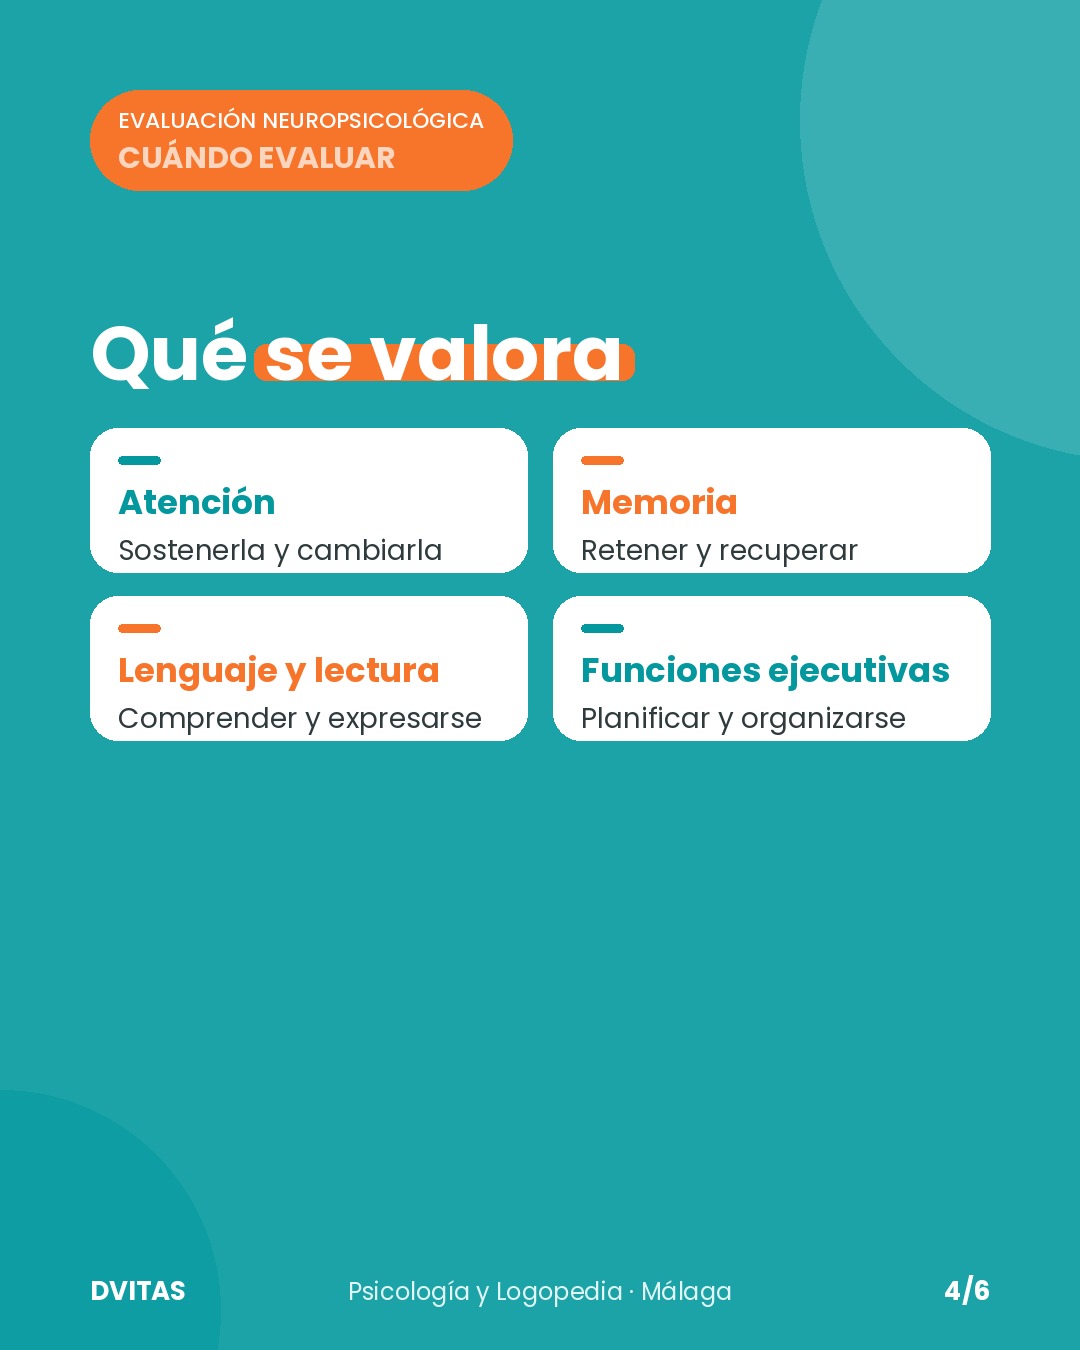 EVALUACIÓN NEUROPSICOLÓGICA
CUÁNDO EVALUAR
Qué se valora
Atención
Sostenerla y cambiarla
Memoria
Retener y recuperar
Lenguaje y lectura
Comprender y expresarse
Funciones ejecutivas
Planificar y organizarse
DVITAS
Psicología y Logopedia · Málaga
4/6